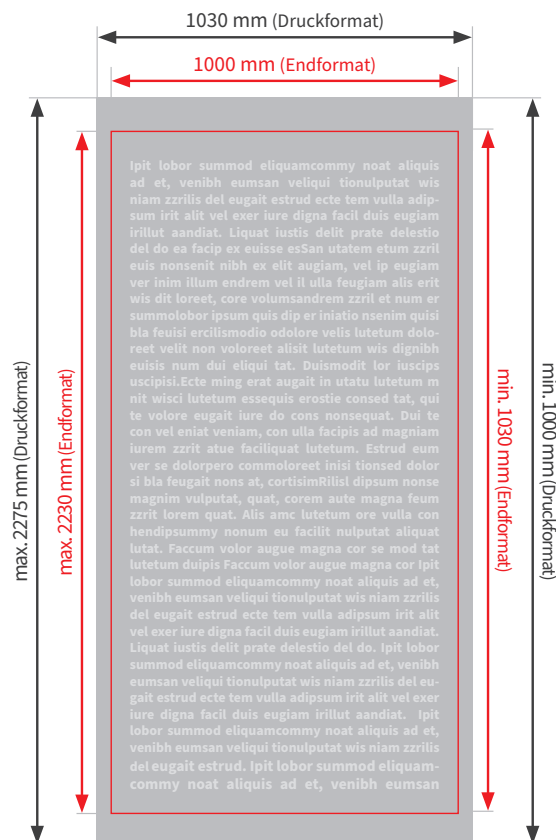 1030 mm (Druckformat)
1000 mm (Endformat)
max. 2275 mm (Druckformat)
max. 2230 mm (Endformat)
Ipit lobor summod eliquamcommy noat aliquis
ad et, venibh eumsan veliqui tionulputat wis
niam zzrilis del eugait estrud ecte tem vulla adip-
sum irit alit vel exer iure digna facil duis eugiam
irillut aandiat. Liquat iustis delit prate delestio
del do ea facip ex euisse esSan utatem etum zzril
euis nonsenit nibh ex elit augiam, vel ip eugiam
ver inim illum endrem vel il ulla feugiam alis erit
wis dit loreet, core volumsandrem zzril et num er
summolobor ipsum quis dip er iniatio nsenim quisi
bla feuisi ercilismodio odolore velis lutetum dolo-
reet velit non voloreet alisit lutetum wis dignibh
euisis num dui eliqui tat. Duismodit lor iuscips
uscipisi.Ecte ming erat augait in utatu lutetum m
nit wisci lutetum essequis erostie consed tat, qui
te volore eugait iure do cons nonsequat. Dui te
con vel eniat veniam, con ulla facipis ad magniam
iurem zzrit atue faciliquat lutetum. Estrud eum
ver se dolorpero commoloreet inisi tionsed dolor
si bla feugait nons at, cortisimRilisl dipsum nonse
magnim vulputat, quat, corem aute magna feum
zzrit lorem quat. Alis amc lutetum ore vulla con
hendipsummy nonum eu facilit nulputat aliquat
lutat. Faccum volor augue magna cor se mod tat
lutetum duipis Faxxum volor augue magna cor Ipit
lobor summod eliquamcommy noat aliquis ad et,
venibh eumsan veliqui tionulputat wis niam zzrilis
del eugait estrud ecte tem vulla adipsum irit alit
vel exer iure digna facil duis eugiam irillut aandiat.
Liquat iustis delit prate delestio del do. Ipit lobor
summod eliquamcommy noat aliquis ad et, venibh
eumsan veliqui tionulputat wis niam zzrilis del eu-
gait estrud ecte tem vulla adipsum irit alit vel exer
iure digna facil duis eugiam irillut aandiat. Ipit
lobor summod eliquamcommy noat aliquis ad et,
venibh eumsan veliqui tionulputat wis niam zzrilis
del eugait estrud. Ipit lobor summod eliquam-
commy noat aliquis ad et, venibh eumsan
min. 1030 mm (Endformat)
min. 1000 mm (Druckformat)